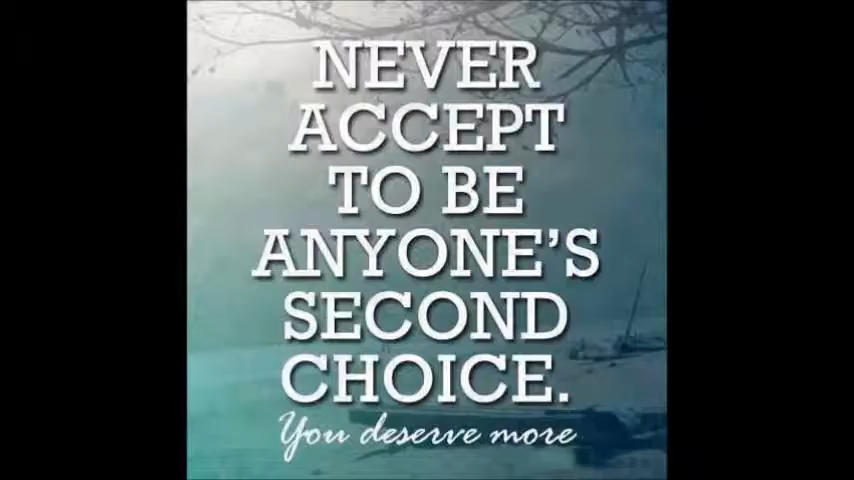 NEVER
ACCEPT
TO BE
ANYONE'S
SECOND
CHOICE.
You deserve more